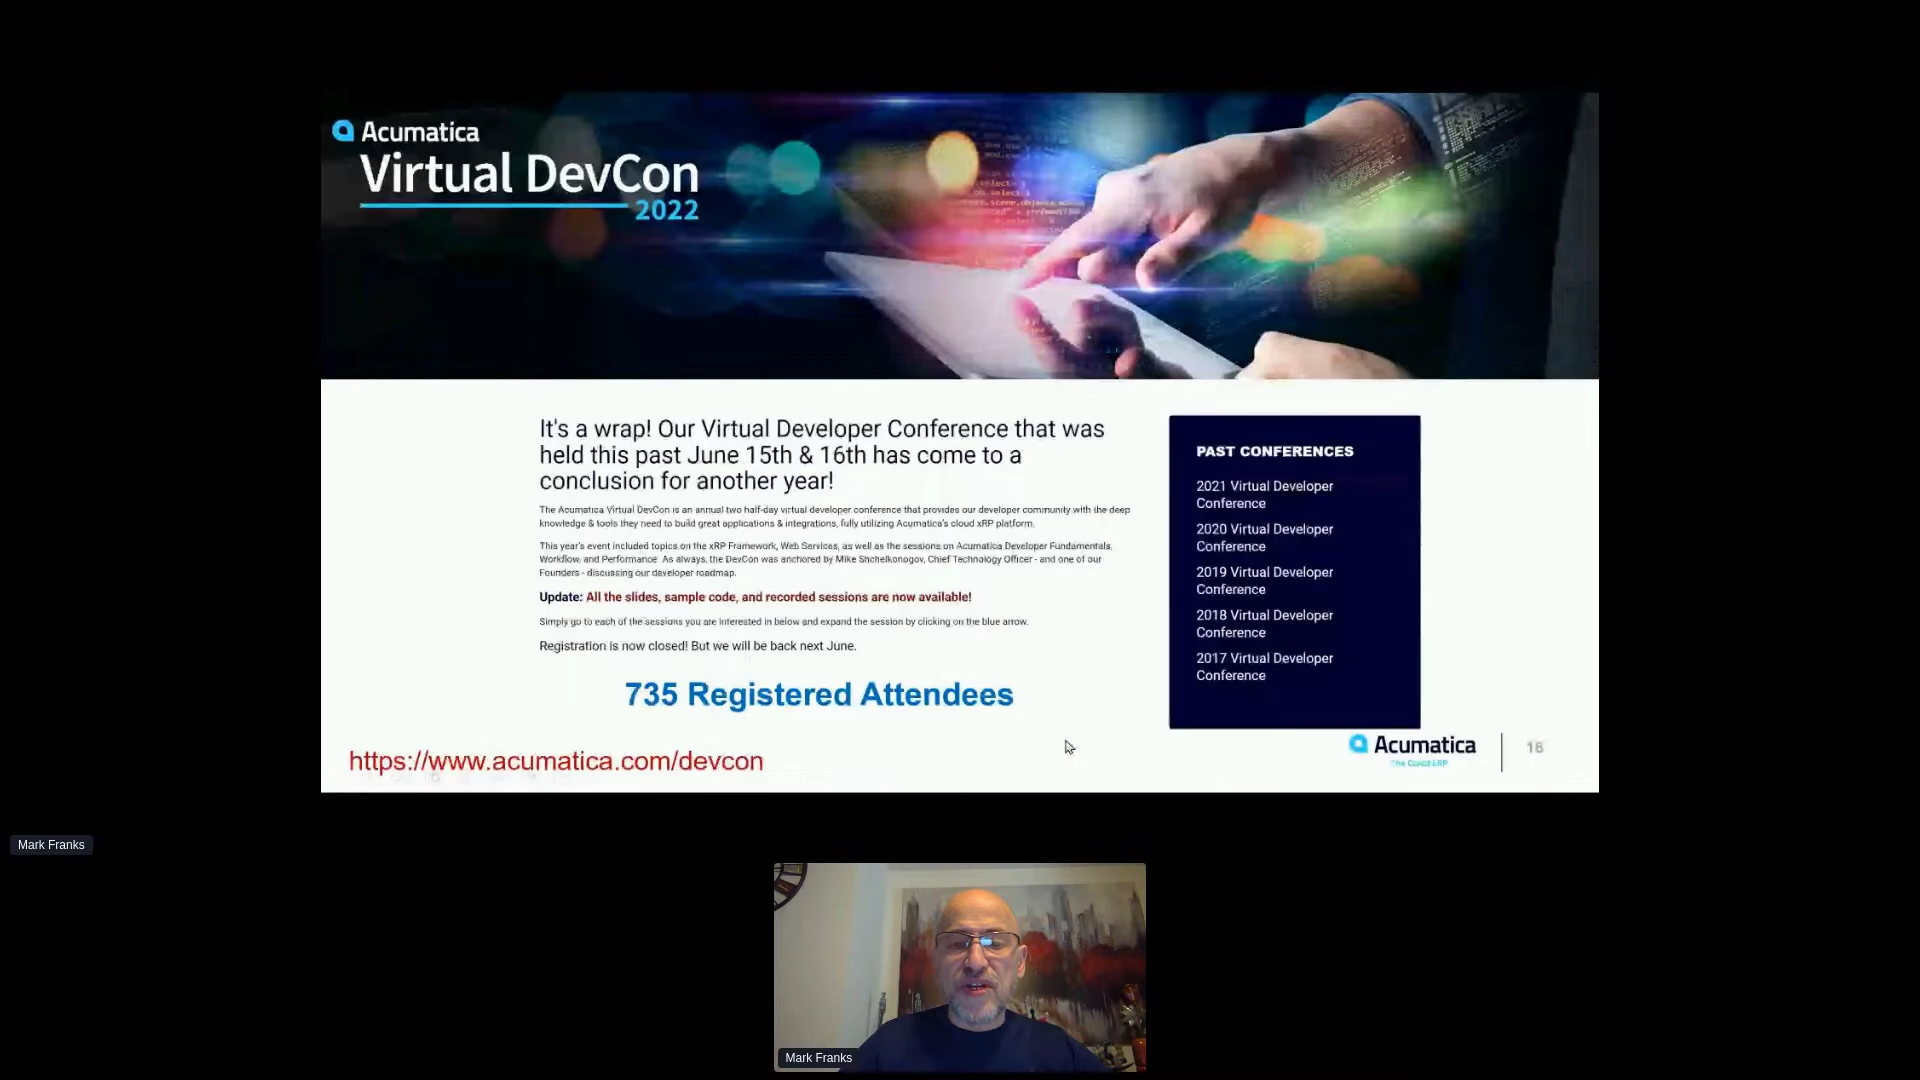 Acumatica
Virtual DevCon
2022
It's a wrap! Our Virtual Developer Conference that was
held this past June 15th & 16th has come to a
conclusion for another year!
The Acumatica Virtual DevCon is an annual two half-day virtual developer conference that provides our developer community with the deep
knowledge & tools they need to build great applications & integrations, fully utilizing Acumatica's cloud xRP platform.
This year's event included topics on the xRP Framework, Web Services, as well as the sessions on Acumatica Developer Fundamentals,
Workflow, and Performance. As always, the DevCon was anchored by Mike Shchelkonogov, Chief Technology Officer - and one of our
Founders - discussing our developer roadmap.
Update: All the slides, sample code, and recorded sessions are now available!
Simply go to each of the sessions you are interested in below and expand the session by clicking on the blue arrow.
Registration is now closed! But we will be back next June.
735 Registered Attendees
https://www.acumatica.com/devcon
PAST CONFERENCES
2021 Virtual Developer
Conference
2020 Virtual Developer
Conference
2019 Virtual Developer
Conference
2018 Virtual Developer
Conference
2017 Virtual Developer
Conference
Acumatica
The Cloud ERP
16
Mark Franks
Mark Franks